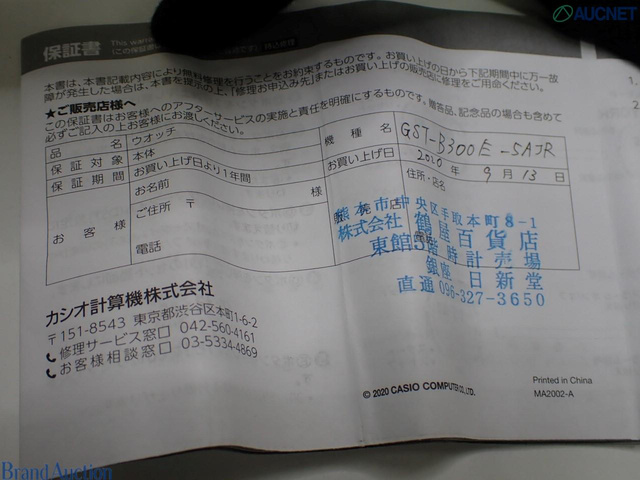 AUCNET
保証書
本書は、本書記載内容により無料修理を行うことをお約束するものです。お買い上げの日から下記期間中に万一故
障が発生した場合は、本書を提示の上、「修理お申込み先」またはお買い上げの販売店に修理をご用命ください。
★ご販売店様へ
この保証書はお客様へのアフターサービスの実施と責任を明確にするものです。贈答品、記念品の場合も含めて
必ずご記入の上お客様にお渡しください。
品名 ウオッチ 機種名 GST-B300E-5AJR
保証対象 本体 お買い上げ日 2020年 9月 13日
保証期間 お買い上げ日より1年間 住所・店名
お客様 お名前 様
ご住所 〒
電話
熊本市中央区手取本町8-1
株式会社 鶴屋百貨店
東館8階時計売場
銀座 日新堂
直通 096-327-3650
カシオ計算機株式会社
〒151-8543 東京都渋谷区本町1-6-2
修理サービス窓口 042-560-4161
お客様相談窓口 03-5334-4869
© 2020 CASIO COMPUTER CO., LTD.
Printed in China
MA2002-A
1.
2
Brand Auction